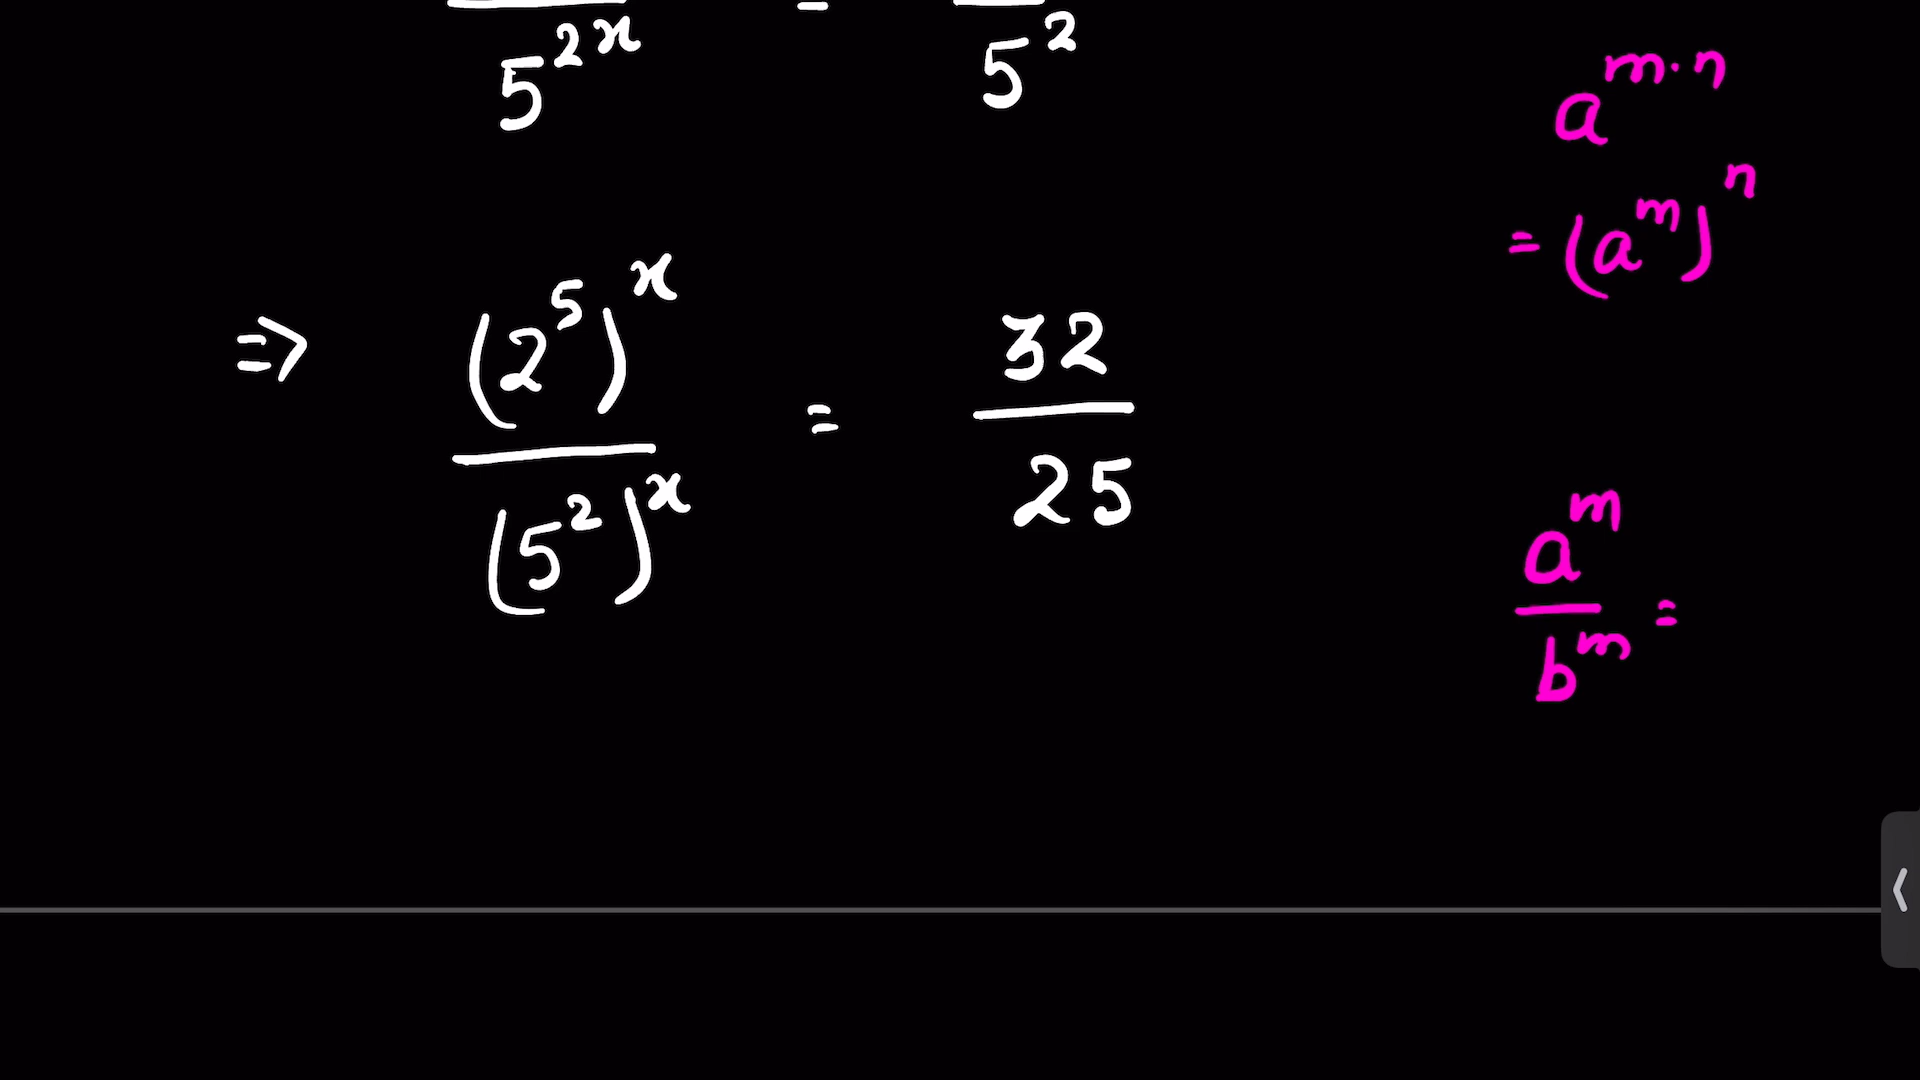 5^{2x} = 5^2
a^{m·n}
= (a^m)^n
⇒ (2^5)^x / (5^2)^x = 32 / 25
a^m / b^m =